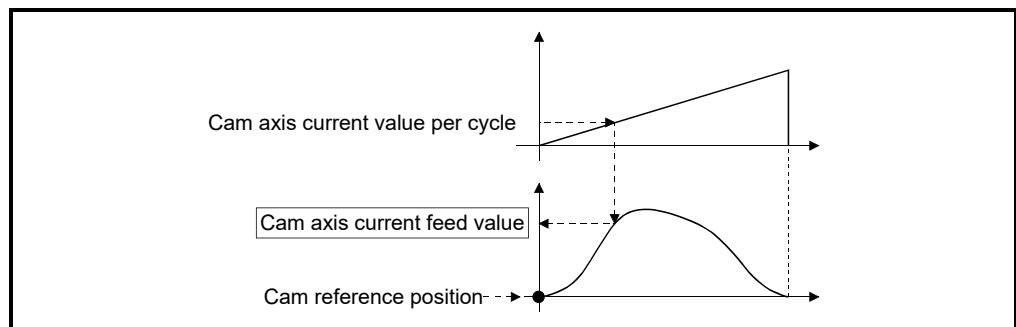 Cam axis current value per cycle
Cam axis current feed value
Cam reference position